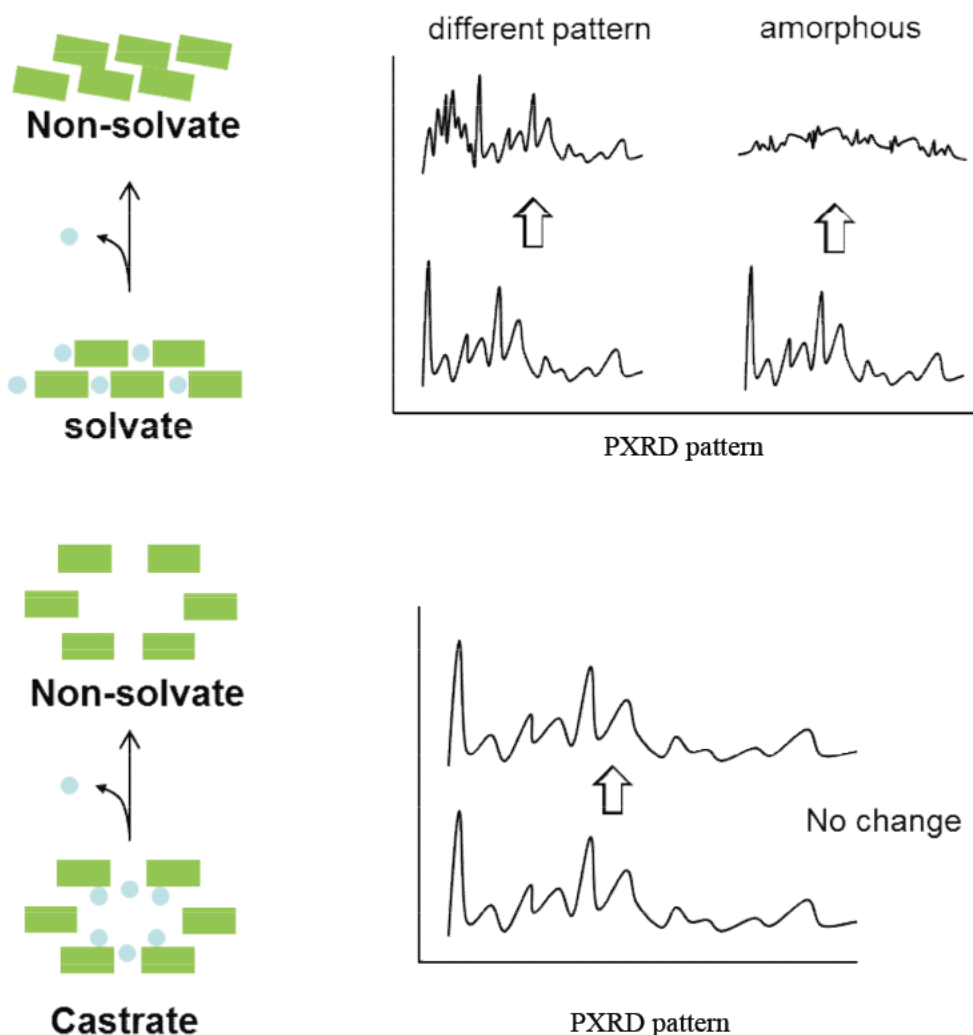 different pattern
amorphous
Non-solvate
solvate
PXRD pattern
Non-solvate
No change
Castrate
PXRD pattern